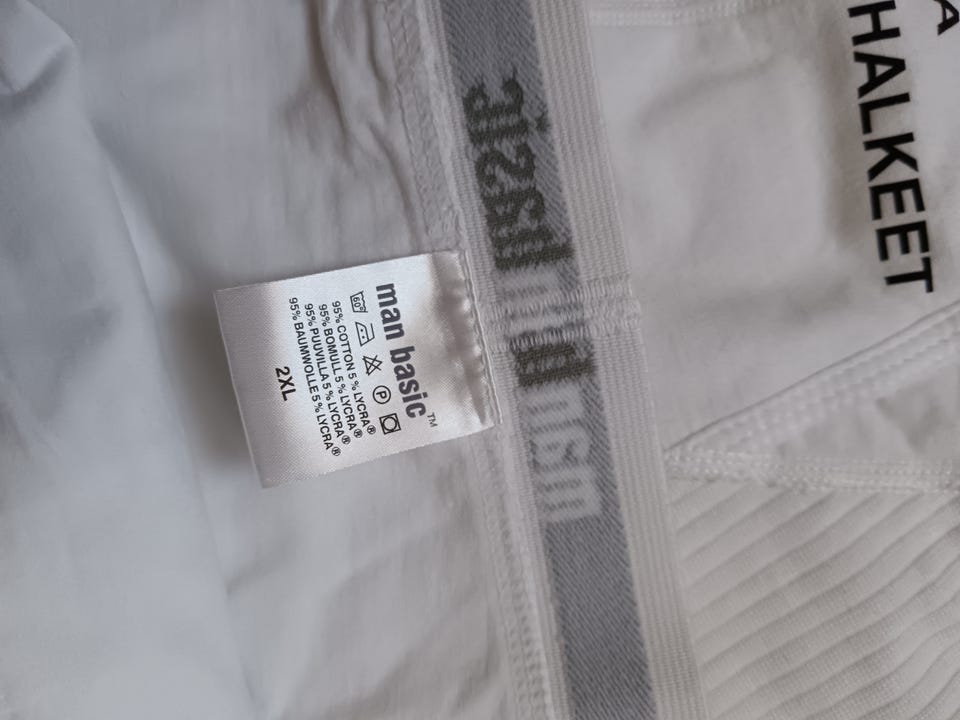 man basic™
60°
P
95% COTTON 5 % LYCRA®
95% BOMULL 5 % LYCRA®
95% PUUVILLA 5 % LYCRA®
95% BAUMWOLLE 5% LYCRA®
2XL
man
basic
A
HALKEET